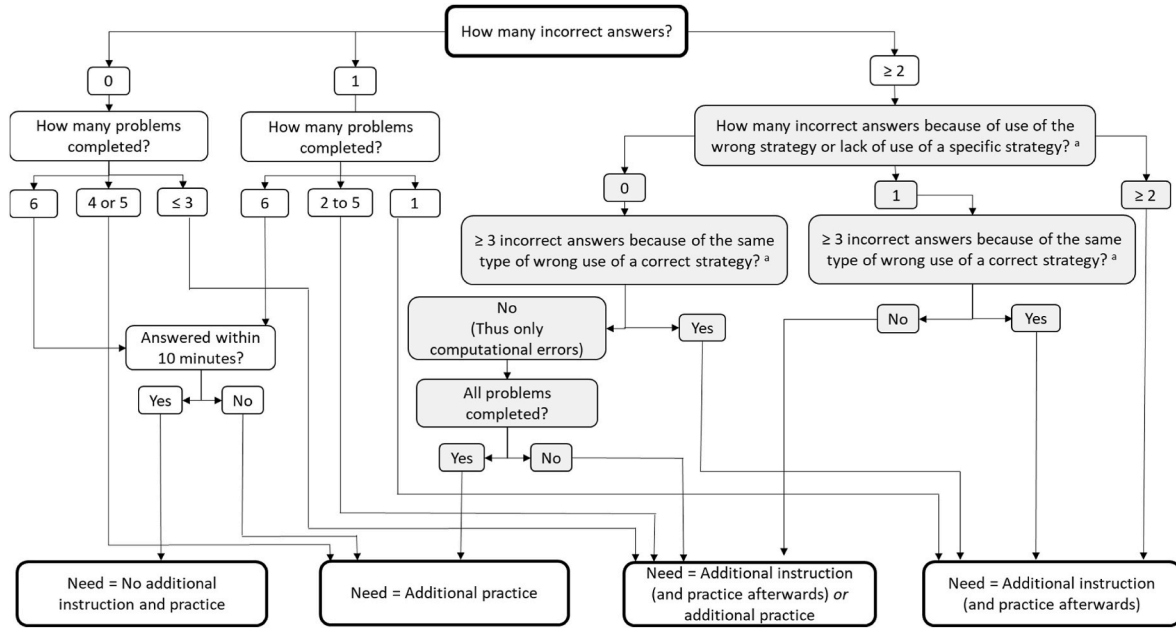 How many incorrect answers?
0
1
≥ 2
How many problems
completed?
How many problems
completed?
How many incorrect answers because of use of the
wrong strategy or lack of use of a specific strategy? ª
6
4 or 5
≤ 3
6
2 to 5
1
0
1
≥ 2
≥ 3 incorrect answers because of the same
type of wrong use of a correct strategy? ª
≥ 3 incorrect answers because of the same
type of wrong use of a correct strategy? ª
Answered within
10 minutes?
No
(Thus only
computational errors)
Yes
No
Yes
Yes
No
All problems
completed?
Yes
No
Need = No additional
instruction and practice
Need = Additional practice
Need = Additional instruction
(and practice afterwards) or
additional practice
Need = Additional instruction
(and practice afterwards)